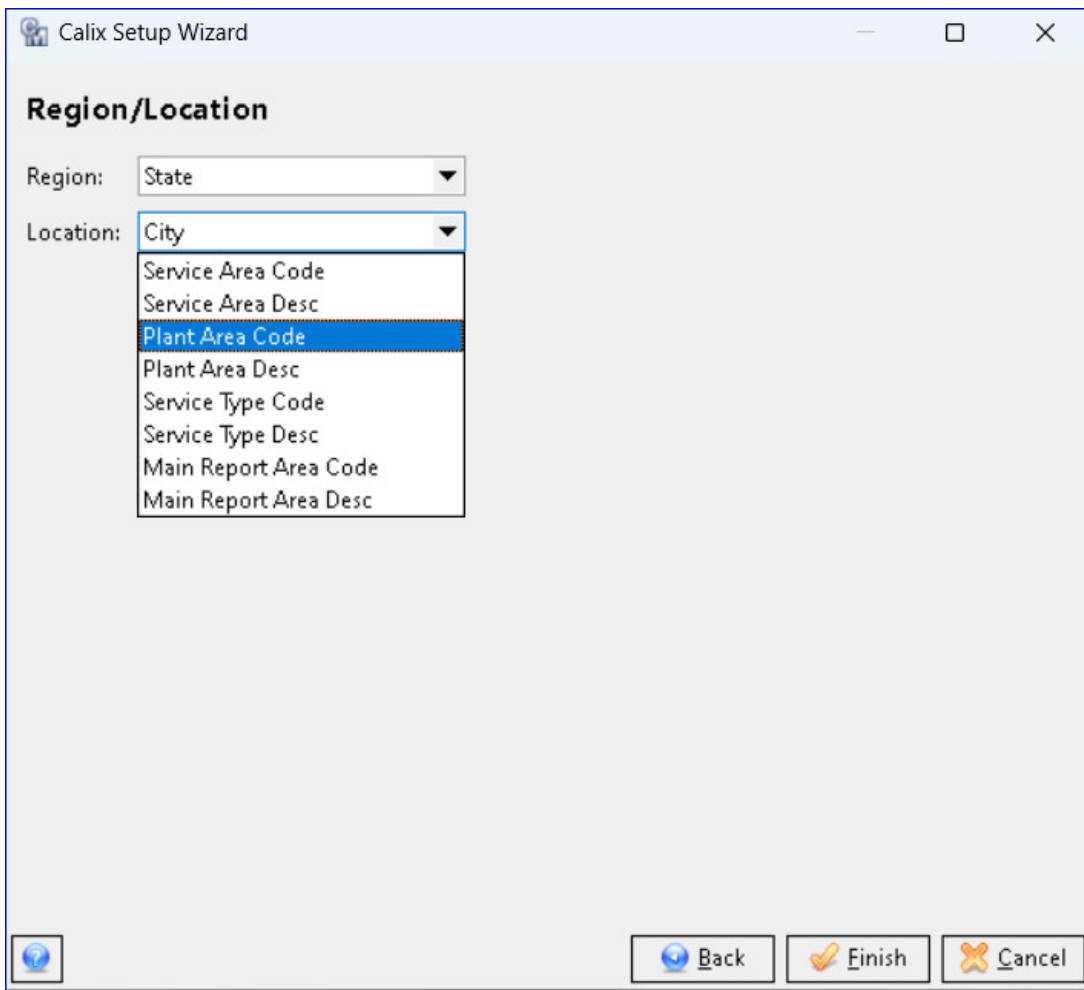 Calix Setup Wizard
Region/Location
Region: State
Location: City
Service Area Code
Service Area Desc
Plant Area Code
Plant Area Desc
Service Type Code
Service Type Desc
Main Report Area Code
Main Report Area Desc
Back Finish Cancel